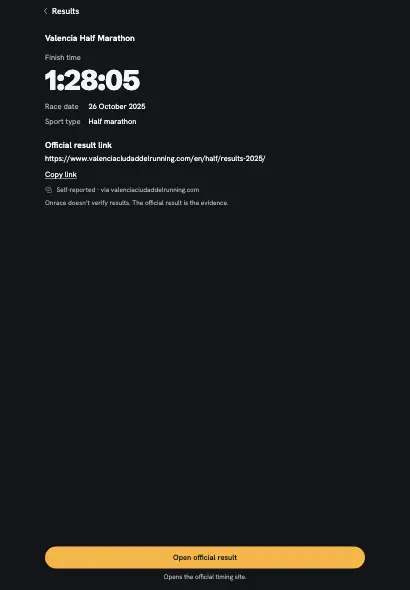 Results
Valencia Half Marathon
Finish time
1:28:05
Race date 26 October 2025
Sport type Half marathon
Official result link
https://www.valenciaciudaddelrunning.com/en/half/results-2025/
Copy link
Self-reported · via valenciaciudaddelrunning.com
Onrace doesn't verify results. The official result is the evidence.
Open official result
Opens the official timing site.